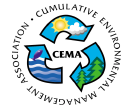 CUMULATIVE ENVIRONMENTAL MANAGEMENT ASSOCIATION •
CEMA